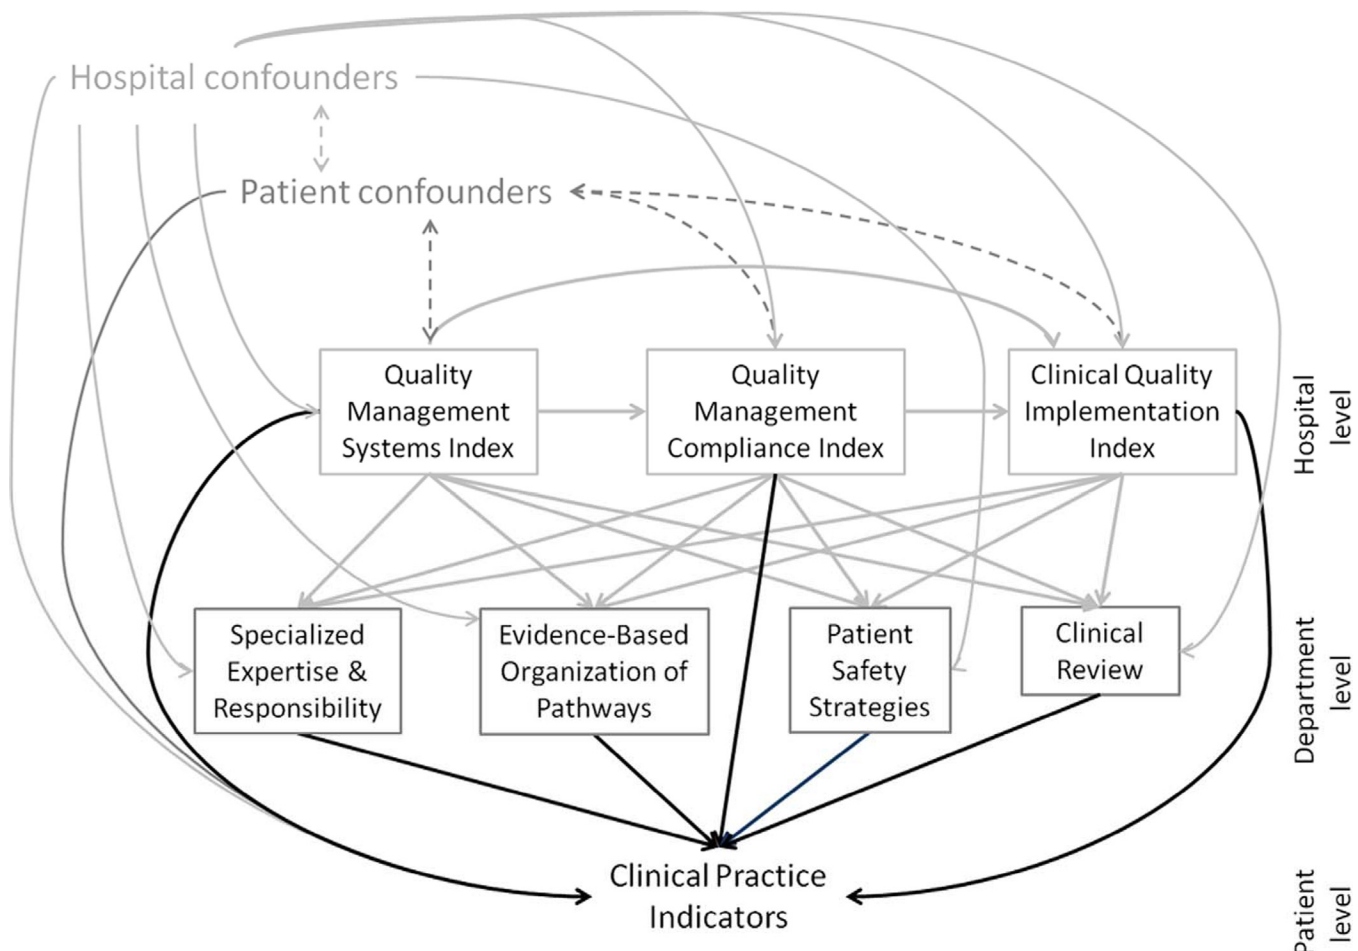 Hospital confounders
Patient confounders
Quality
Management
Systems Index
Quality
Management
Compliance Index
Clinical Quality
Implementation
Index
Hospital
level
Specialized
Expertise &
Responsibility
Evidence-Based
Organization of
Pathways
Patient
Safety
Strategies
Clinical
Review
Department
level
Clinical Practice
Indicators
Patient
level